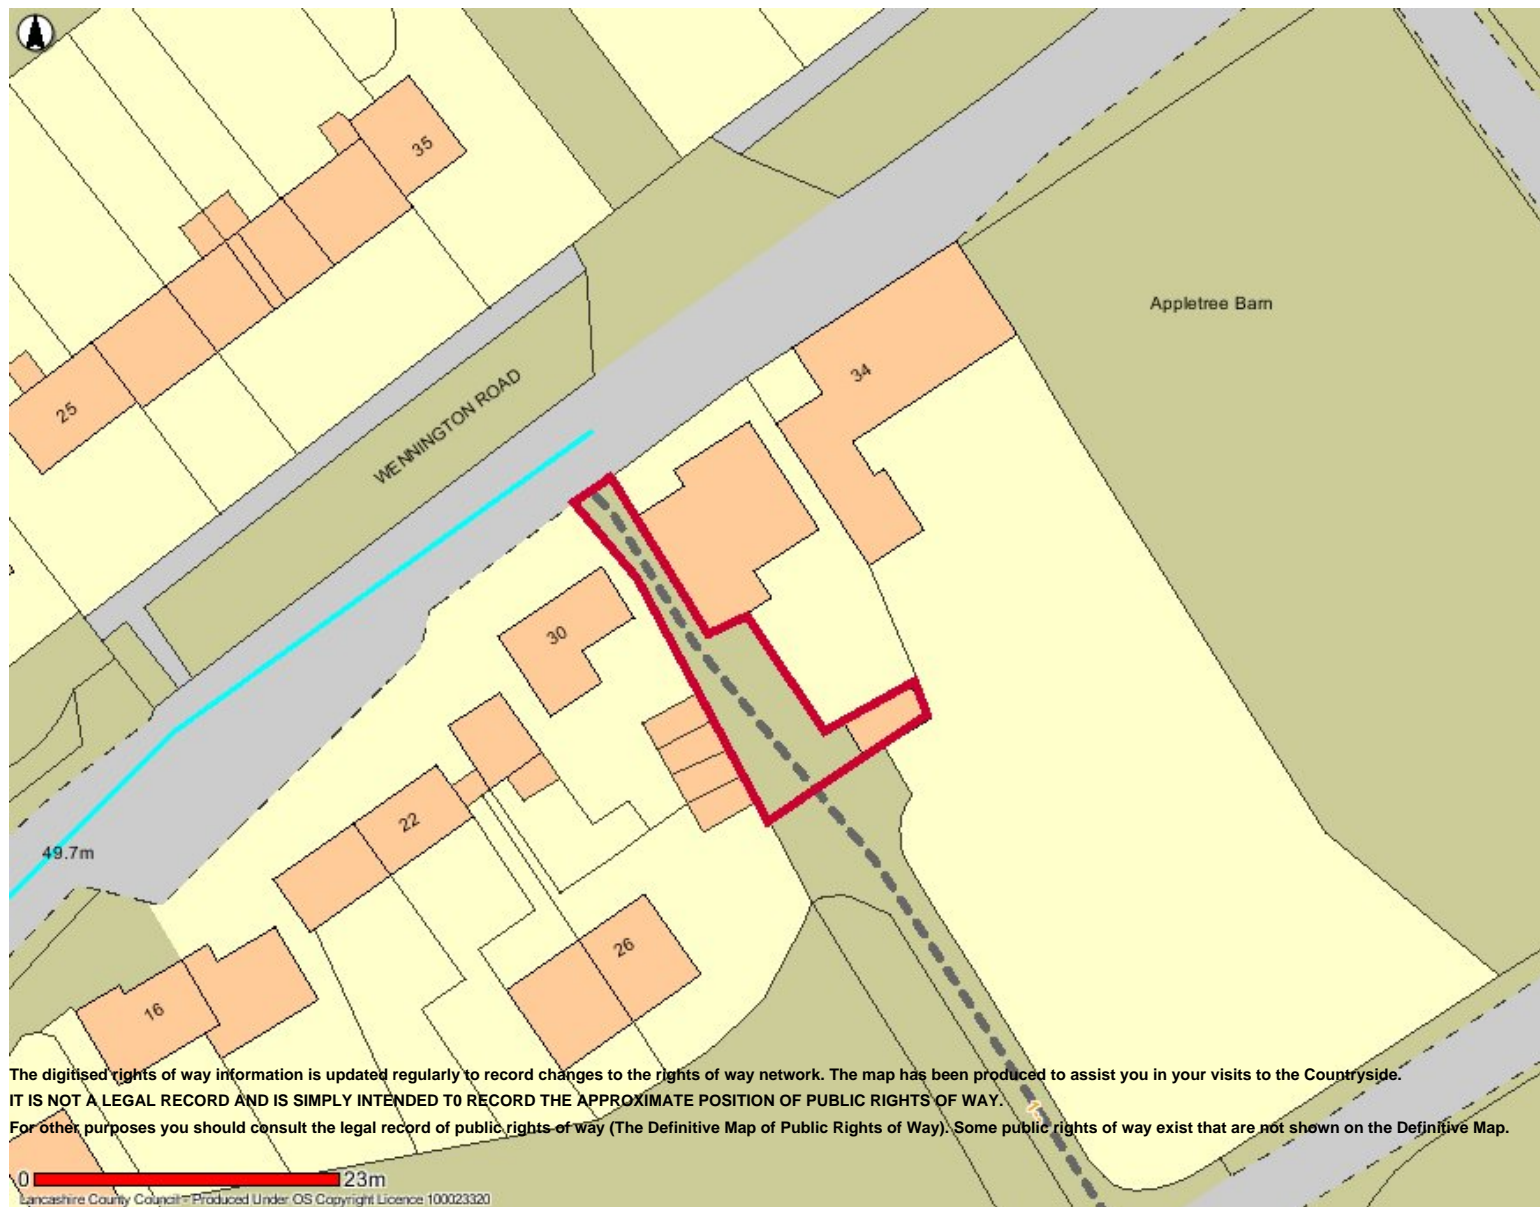 35
Appletree Barn
34
WENNINGTON ROAD
25
30
22
49.7m
26
16
The digitised rights of way information is updated regularly to record changes to the rights of way network. The map has been produced to assist you in your visits to the Countryside.
IT IS NOT A LEGAL RECORD AND IS SIMPLY INTENDED T0 RECORD THE APPROXIMATE POSITION OF PUBLIC RIGHTS OF WAY.
For other purposes you should consult the legal record of public rights of way (The Definitive Map of Public Rights of Way). Some public rights of way exist that are not shown on the Definitive Map.
0 23m
Lancashire County Council - Produced Under OS Copyright Licence 100023320